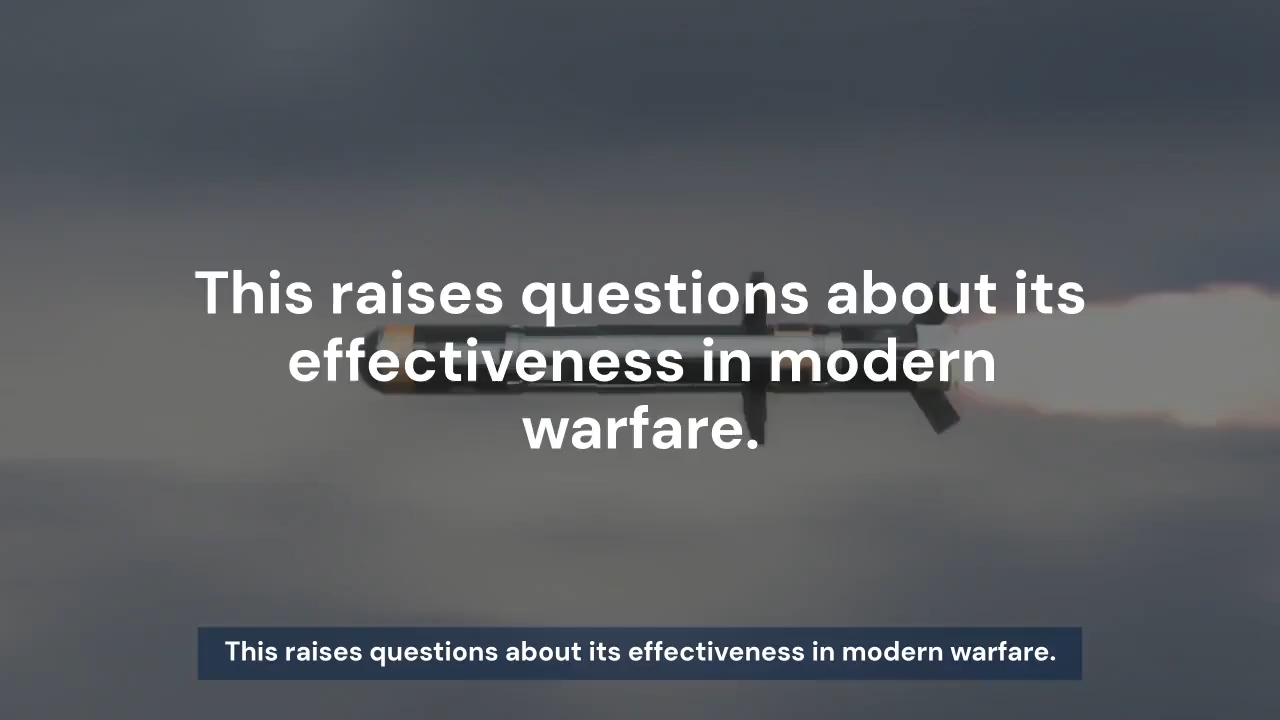 This raises questions about its
effectiveness in modern
warfare.
This raises questions about its effectiveness in modern warfare.